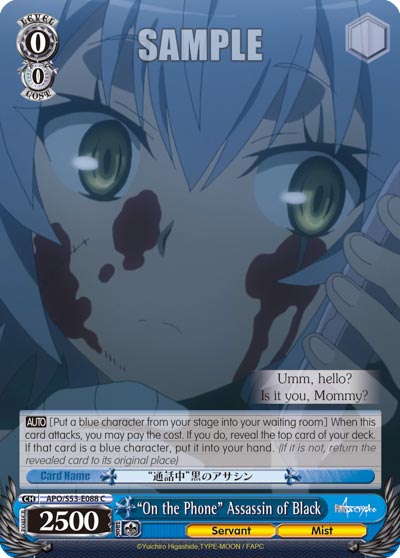 LEVEL
0
0
COST
SAMPLE
Umm, hello?
Is it you, Mommy?
AUTO [Put a blue character from your stage into your waiting room] When this
card attacks, you may pay the cost. If you do, reveal the top card of your deck.
If that card is a blue character, put it into your hand. (If it is not, return the
revealed card to its original place)
Card Name
“通話中”黒のアサシン
CH
APO/S53-E088 C
POWER
2500
SOUL
“On the Phone” Assassin of Black
Servant
Mist
©Yuichiro Higashide,TYPE-MOON / FAPC